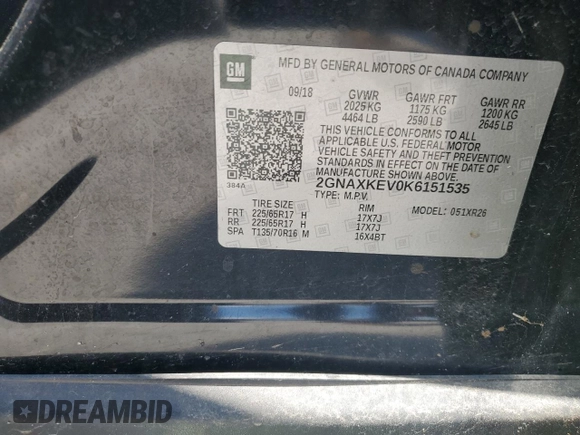 GM
MFD BY GENERAL MOTORS OF CANADA COMPANY
09/18 GVWR GAWR FRT GAWR RR
2025 KG 1175 KG 1200 KG
4464 LB 2590 LB 2645 LB
THIS VEHICLE CONFORMS TO ALL
APPLICABLE U.S. FEDERAL MOTOR
VEHICLE SAFETY AND THEFT PREVENTION
STANDARDS IN EFFECT ON THE DATE OF
MANUFACTURE SHOWN ABOVE.
384A 2GNAXKEV0K6151535
TYPE: M.P.V. MODEL: 051XR26
TIRE SIZE RIM
FRT 225/65R17 H 17X7J
RR 225/65R17 H 17X7J
SPA T135/70R16 M 16X4BT
DREAMBID